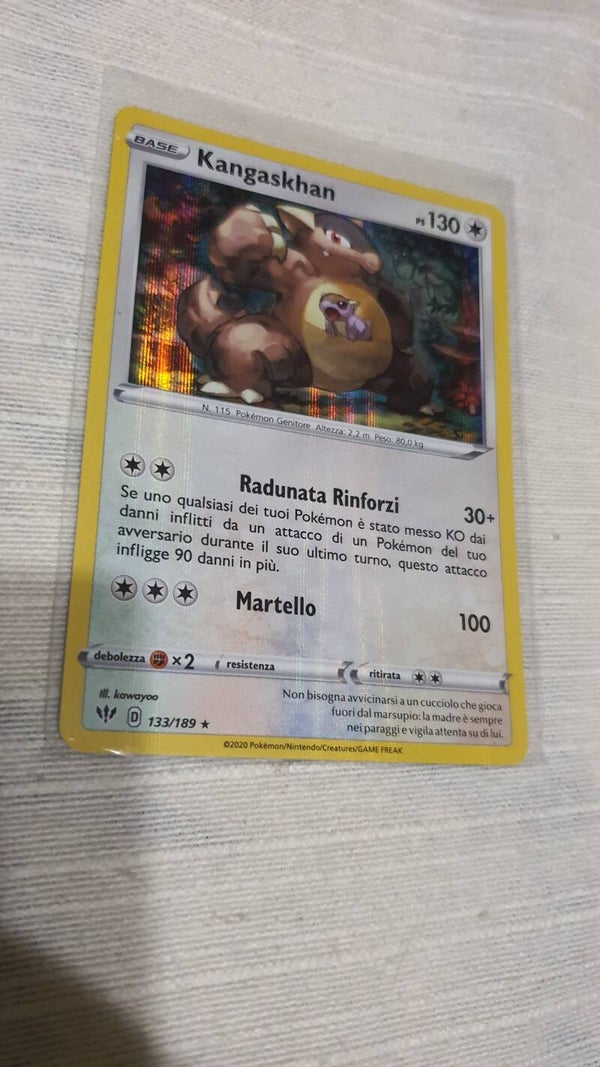 BASE Kangaskhan PS 130
N. 115 Pokémon Genitore Altezza: 2,2 m Peso: 80,0 kg
Radunata Rinforzi 30+
Se uno qualsiasi dei tuoi Pokémon è stato messo KO dai
danni inflitti da un attacco di un Pokémon del tuo
avversario durante il suo ultimo turno, questo attacco
infligge 90 danni in più.
Martello 100
debolezza ×2 resistenza ritirata
Ill. kawayoo
D 133/189 ★
Non bisogna avvicinarsi a un cucciolo che gioca
fuori dal marsupio: la madre è sempre
nei paraggi e vigila attenta su di lui.
©2020 Pokémon/Nintendo/Creatures/GAME FREAK